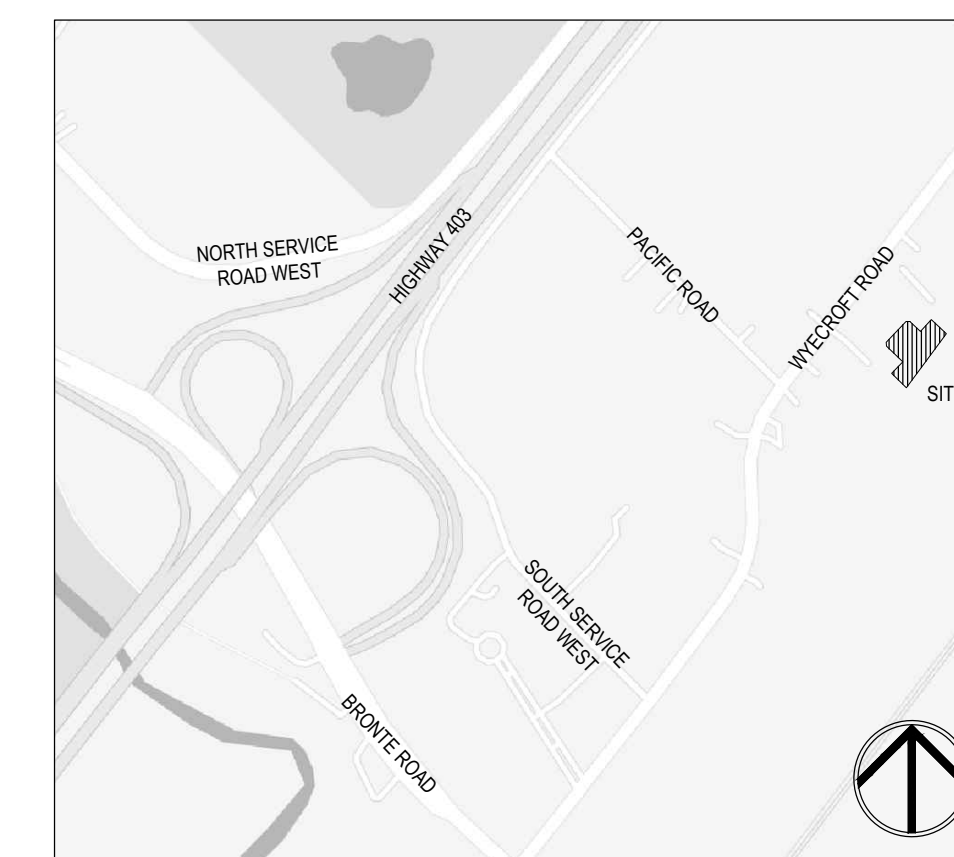 NORTH SERVICE
ROAD WEST
HIGHWAY 403
PACIFIC ROAD
WYECROFT ROAD
SIT
SOUTH SERVICE
ROAD WEST
BRONTE ROAD